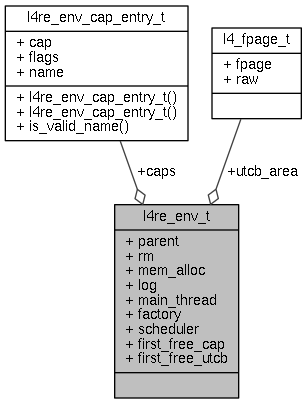 l4re_env_cap_entry_t
+ cap
+ flags
+ name
+ l4re_env_cap_entry_t()
+ l4re_env_cap_entry_t()
+ is_valid_name()
l4_fpage_t
+ fpage
+ raw
+caps
+utcb_area
l4re_env_t
+ parent
+ rm
+ mem_alloc
+ log
+ main_thread
+ factory
+ scheduler
+ first_free_cap
+ first_free_utcb